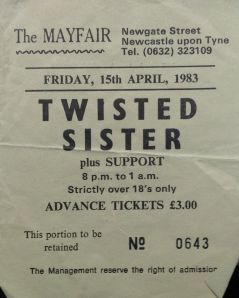 The MAYFAIR
Newgate Street
Newcastle upon Tyne
Tel. (0632) 323109
FRIDAY, 15th APRIL, 1983
TWISTED
SISTER
plus SUPPORT
8 p.m. to 1 a.m.
Strictly over 18's only
ADVANCE TICKETS £3.00
This portion to be
retained
Nº 0643
The Management reserve the right of admission